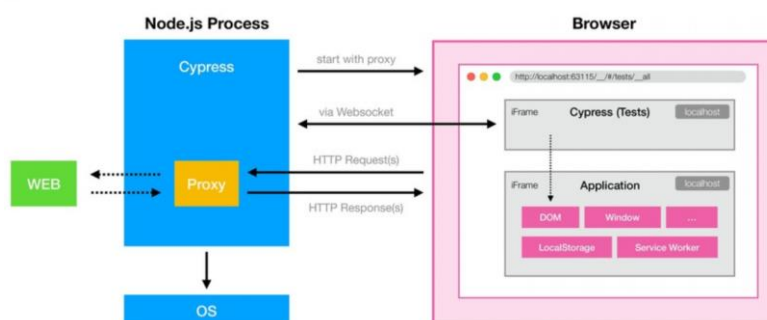 Node.js Process
Browser
Cypress
start with proxy
http://localhost:63115/__/#/tests/__all
via Websocket
iFrame
Cypress (Tests)
localhost
HTTP Request(s)
WEB
Proxy
iFrame
Application
localhost
HTTP Response(s)
DOM
Window
...
LocalStorage
Service Worker
OS